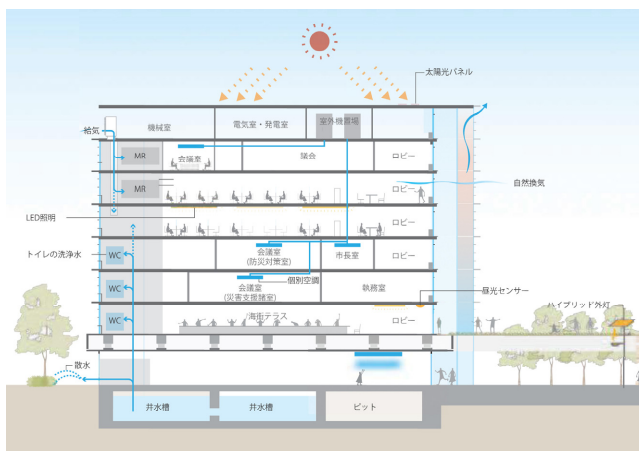 太陽光パネル
給気
機械室
電気室・発電室
室外機置場
MR
会議室
議会
ロビー
自然換気
MR
ロビー
LED照明
ロビー
トイレの洗浄水
WC
会議室
(防災対策室)
市長室
ロビー
WC
会議室
(災害支援諸室)
個別空調
執務室
昼光センサー
WC
海街テラス
ロビー
ハイブリッド外灯
散水
井水槽
井水槽
ピット